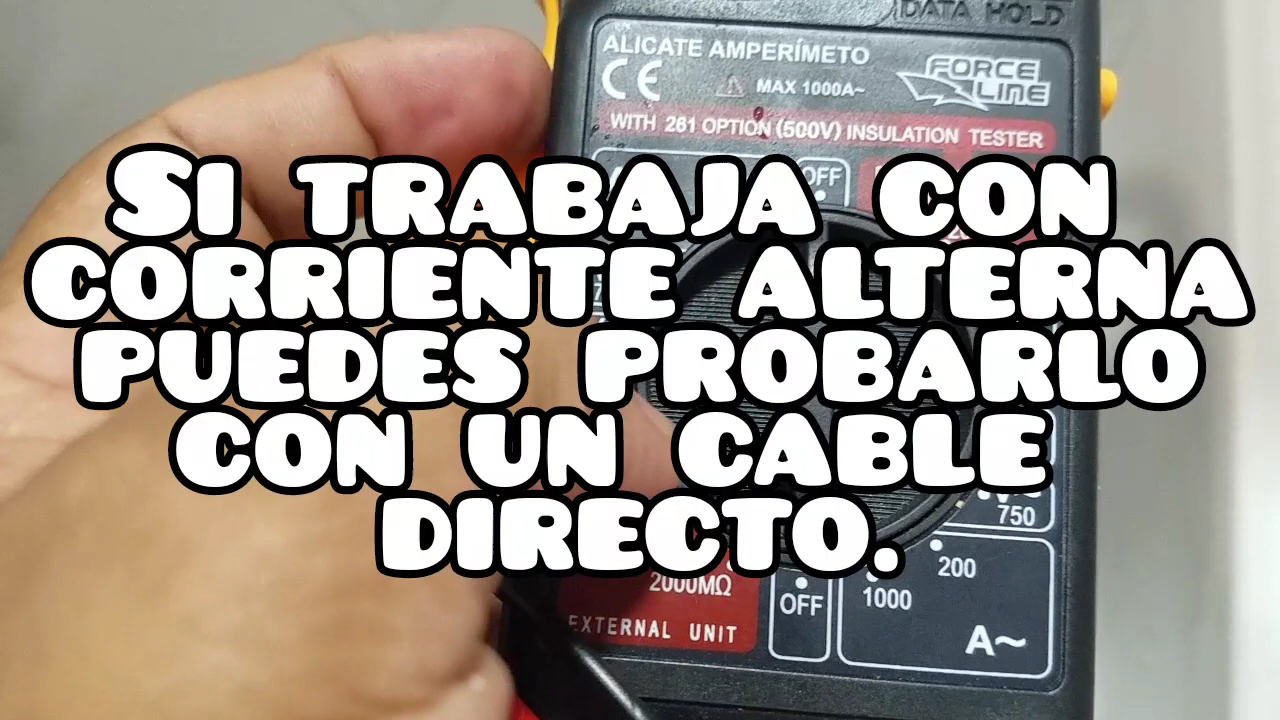 DATA HOLD
ALICATE AMPERÍMETO
CE
MAX 1000A~
FORCE
LINE
WITH 261 OPTION (500V) INSULATION TESTER
OFF
SI TRABAJA CON
CORRIENTE ALTERNA
PUEDES PROBARLO
CON UN CABLE
DIRECTO.
750
2000MΩ
OFF
200
1000
EXTERNAL UNIT
A~